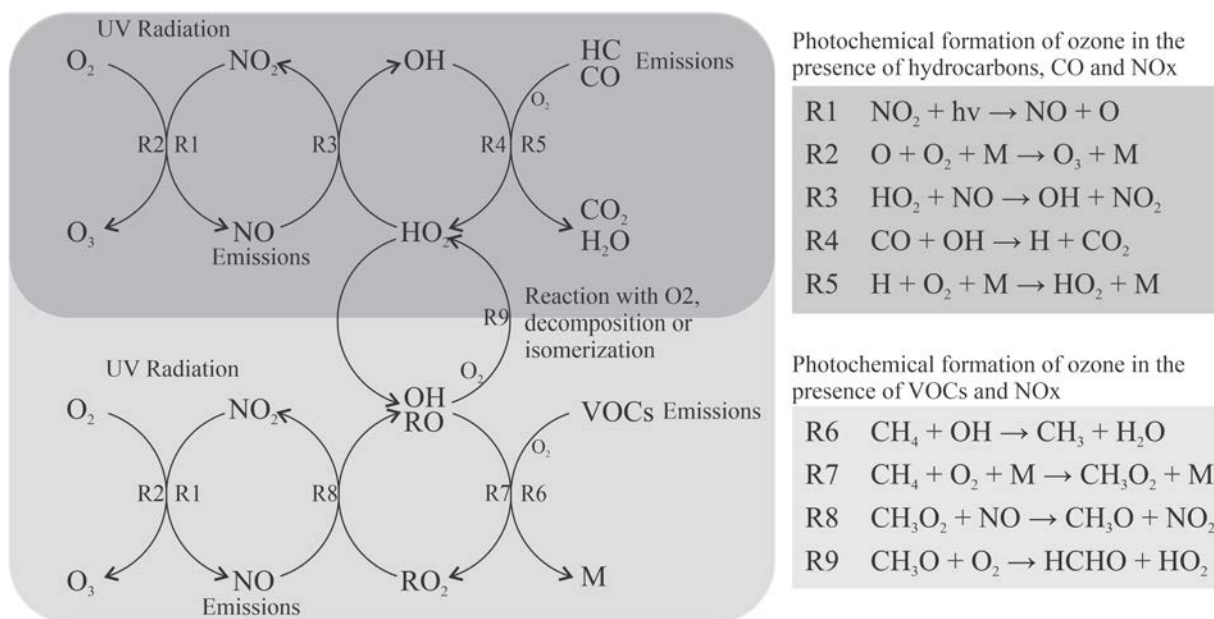 UV Radiation
O₂ NO₂ OH HC Emissions
CO
O₂
R2 R1 R3 R4 R5
O₃ NO HO₂ CO₂
H₂O
Emissions
R9 Reaction with O2,
decomposition or
isomerization
UV Radiation
OH O₂
O₂ NO₂ RO VOCs Emissions
O₂
R2 R1 R8 R7 R6
O₃ NO RO₂ M
Emissions
Photochemical formation of ozone in the
presence of hydrocarbons, CO and NOx
R1 NO₂ + hv → NO + O
R2 O + O₂ + M → O₃ + M
R3 HO₂ + NO → OH + NO₂
R4 CO + OH → H + CO₂
R5 H + O₂ + M → HO₂ + M
Photochemical formation of ozone in the
presence of VOCs and NOx
R6 CH₄ + OH → CH₃ + H₂O
R7 CH₄ + O₂ + M → CH₃O₂ + M
R8 CH₃O₂ + NO → CH₃O + NO₂
R9 CH₃O + O₂ → HCHO + HO₂